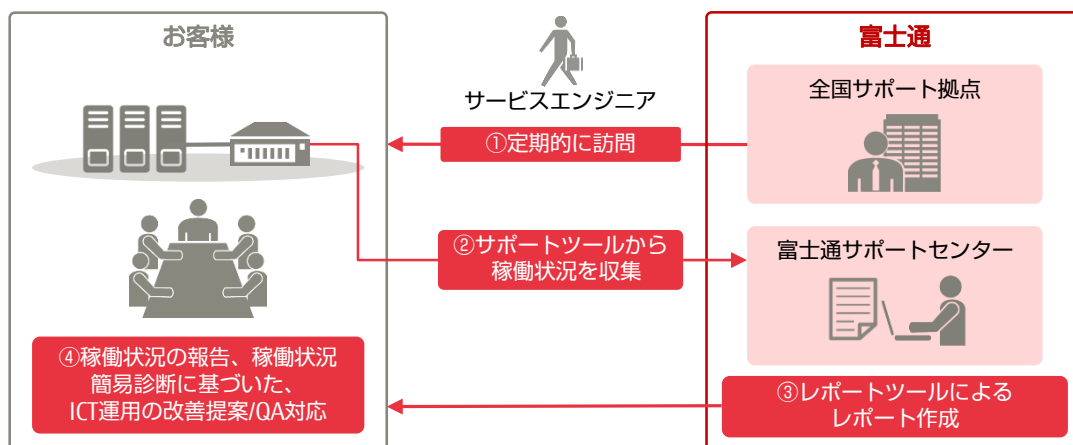 お客様
サービスエンジニア
富士通
全国サポート拠点
①定期的に訪問
②サポートツールから
稼働状況を収集
富士通サポートセンター
③レポートツールによる
レポート作成
④稼働状況の報告、稼働状況
簡易診断に基づいた、
ICT運用の改善提案/QA対応